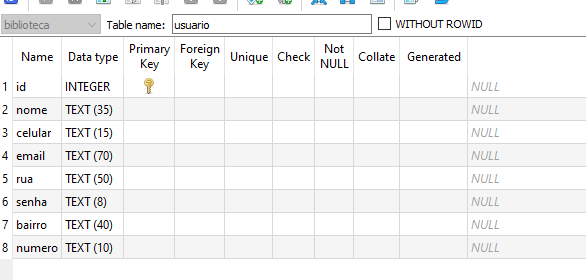 biblioteca Table name: usuario WITHOUT ROWID
Name Data type Primary Key Foreign Key Unique Check Not NULL Collate Generated
1 id INTEGER NULL
2 nome TEXT (35) NULL
3 celular TEXT (15) NULL
4 email TEXT (70) NULL
5 rua TEXT (50) NULL
6 senha TEXT (8) NULL
7 bairro TEXT (40) NULL
8 numero TEXT (10) NULL